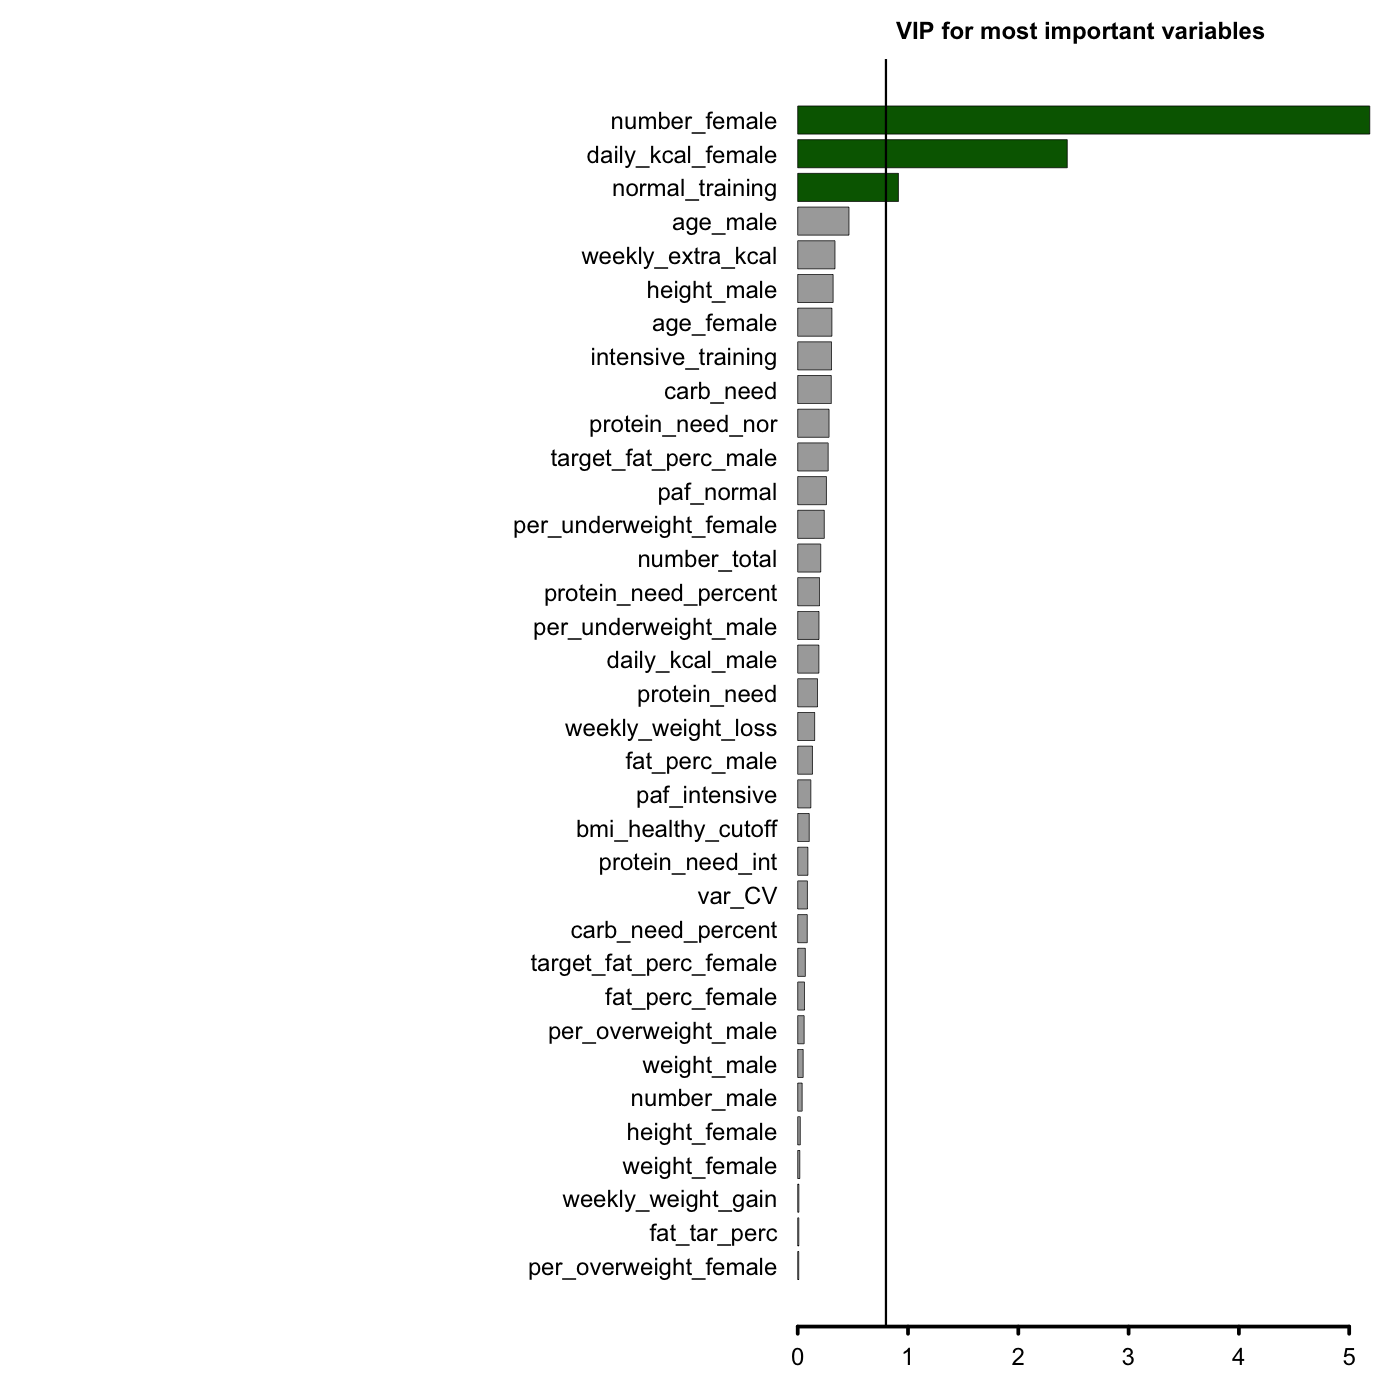 VIP for most important variables
number_female
daily_kcal_female
normal_training
age_male
weekly_extra_kcal
height_male
age_female
intensive_training
carb_need
protein_need_nor
target_fat_perc_male
paf_normal
per_underweight_female
number_total
protein_need_percent
per_underweight_male
daily_kcal_male
protein_need
weekly_weight_loss
fat_perc_male
paf_intensive
bmi_healthy_cutoff
protein_need_int
var_CV
carb_need_percent
target_fat_perc_female
fat_perc_female
per_overweight_male
weight_male
number_male
height_female
weight_female
weekly_weight_gain
fat_tar_perc
per_overweight_female
0 1 2 3 4 5